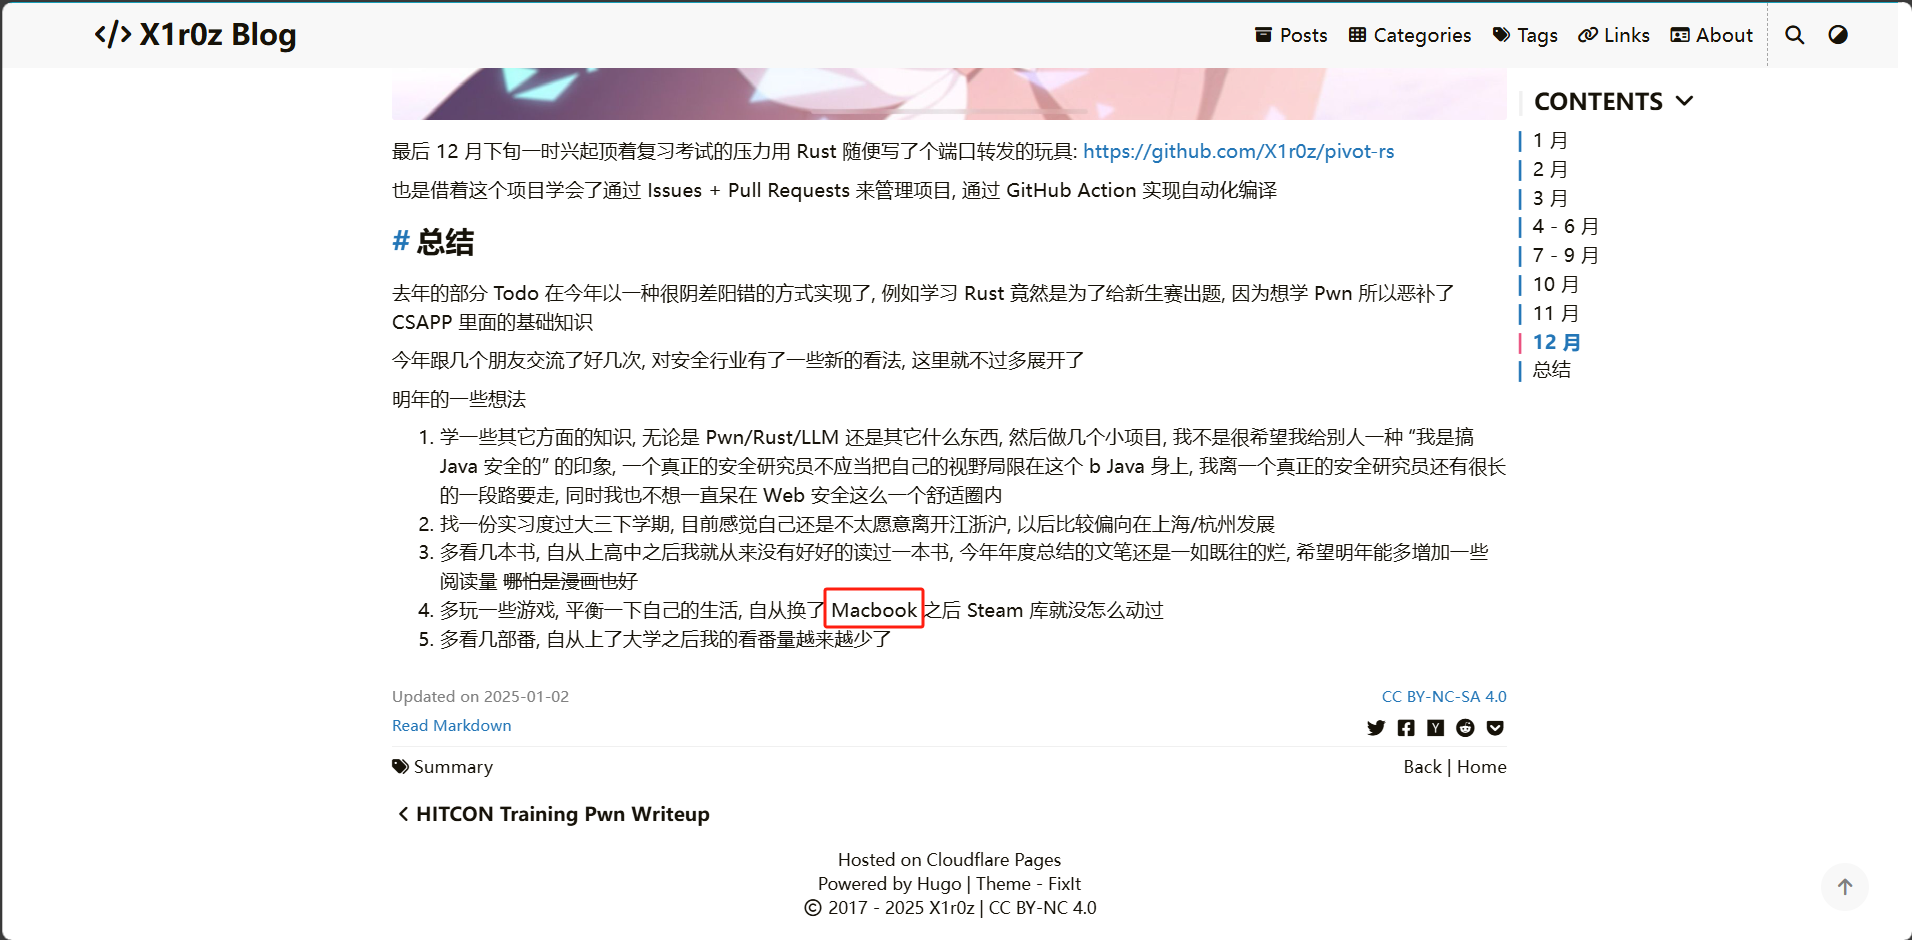 </> X1r0z Blog
Posts Categories Tags Links About
CONTENTS
1 月
2 月
3 月
4 - 6 月
7 - 9 月
10 月
11 月
12 月
总结
最后 12 月下旬一时兴起顶着复习考试的压力用 Rust 随便写了个端口转发的玩具: https://github.com/X1r0z/pivot-rs
也是借着这个项目学会了通过 Issues + Pull Requests 来管理项目, 通过 GitHub Action 实现自动化编译
# 总结
去年的部分 Todo 在今年以一种很阴差阳错的方式实现了, 例如学习 Rust 竟然是为了给新生赛出题, 因为想学 Pwn 所以恶补了
CSAPP 里面的基础知识
今年跟几个朋友交流了好几次, 对安全行业有了一些新的看法, 这里就不过多展开了
明年的一些想法
1. 学一些其它方面的知识, 无论是 Pwn/Rust/LLM 还是其它什么东西, 然后做几个小项目, 我不是很希望我给别人一种 “我是搞
Java 安全的” 的印象, 一个真正的安全研究员不应当把自己的视野局限在这个 b Java 身上, 我离一个真正的安全研究员还有很长
的一段路要走, 同时我也不想一直呆在 Web 安全这么一个舒适圈内
2. 找一份实习度过大三下学期, 目前感觉自己还是不太愿意离开江浙沪, 以后比较偏向在上海/杭州发展
3. 多看几本书, 自从上高中之后我就从来没有好好的读过一本书, 今年年度总结的文笔还是一如既往的烂, 希望明年能多增加一些
阅读量 哪怕是漫画也好
4. 多玩一些游戏, 平衡一下自己的生活, 自从换了 Macbook 之后 Steam 库就没怎么动过
5. 多看几部番, 自从上了大学之后我的看番量越来越少了
Updated on 2025-01-02 CC BY-NC-SA 4.0
Read Markdown
Summary Back | Home
HITCON Training Pwn Writeup
Hosted on Cloudflare Pages
Powered by Hugo | Theme - FixIt
© 2017 - 2025 X1r0z | CC BY-NC 4.0